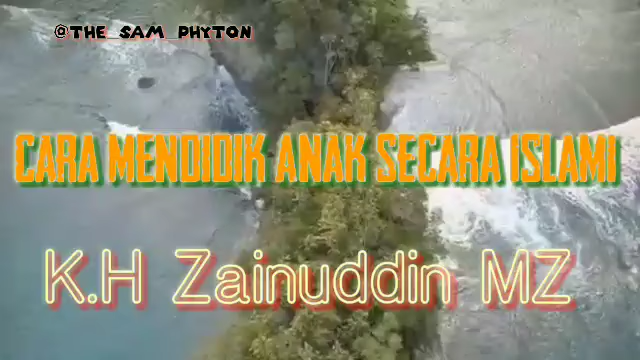 @THE_SAM_PHYTON
CARA MENDIDIK ANAK SECARA ISLAMI
K.H Zainuddin MZ